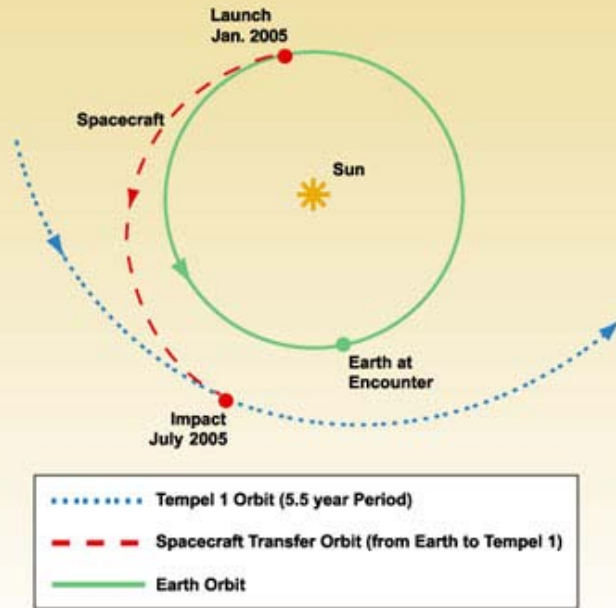 Launch
Jan. 2005
Spacecraft
Sun
Earth at
Encounter
Impact
July 2005
Tempel 1 Orbit (5.5 year Period)
Spacecraft Transfer Orbit (from Earth to Tempel 1)
Earth Orbit